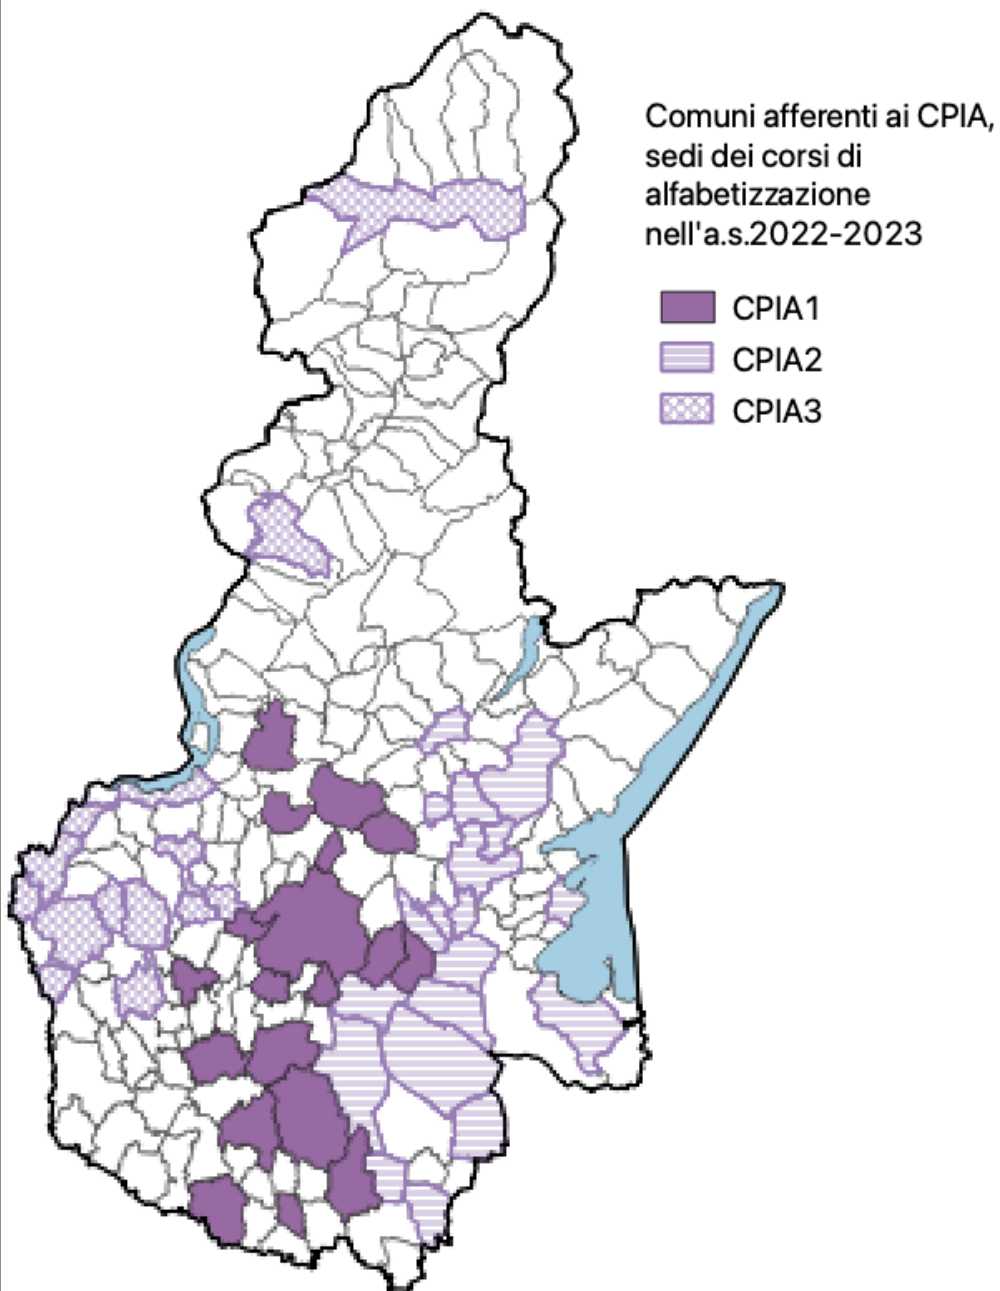 Comuni afferenti ai CPIA,
sedi dei corsi di
alfabetizzazione
nell'a.s.2022-2023
CPIA1
CPIA2
CPIA3